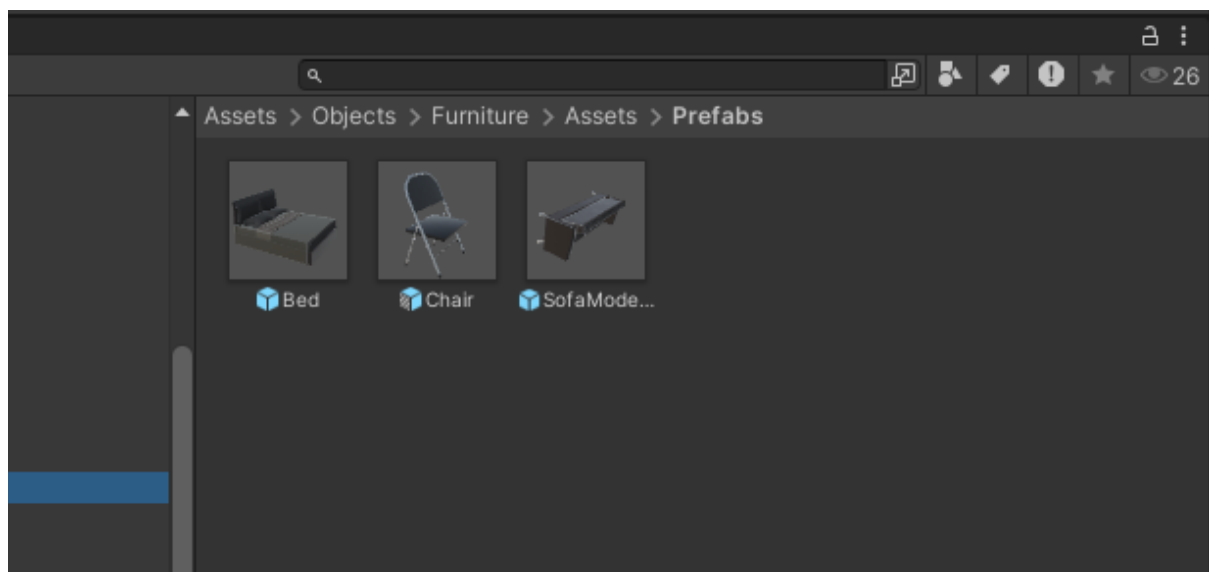 26
Assets > Objects > Furniture > Assets > Prefabs
Bed Chair SofaMode...